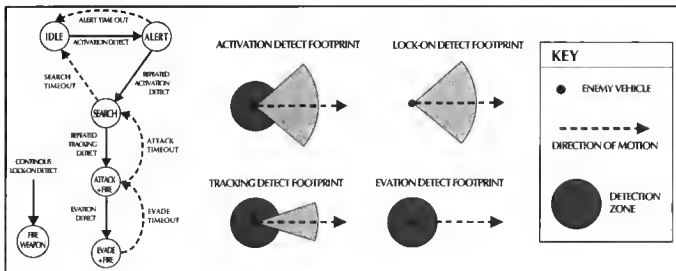 ALERT TIME OUT
IDLE
ALERT
ACTIVATION DETECT
SEARCH
TIMEOUT
REPEATED
ACTIVATION
DETECT
SEARCH
REPEATED
TRACKING
DETECT
ATTACK
TIMEOUT
CONTINOUS
LOCK-ON DETECT
ATTACK
+FIRE
EVATION
DETECT
EVADE
TIMEOUT
FIRE
WEAPON
EVADE
+FIRE
ACTIVATION DETECT FOOTPRINT
LOCK-ON DETECT FOOTPRINT
TRACKING DETECT FOOTPRINT
EVATION DETECT FOOTPRINT
KEY
ENEMY VEHICLE
DIRECTION OF MOTION
DETECTION
ZONE